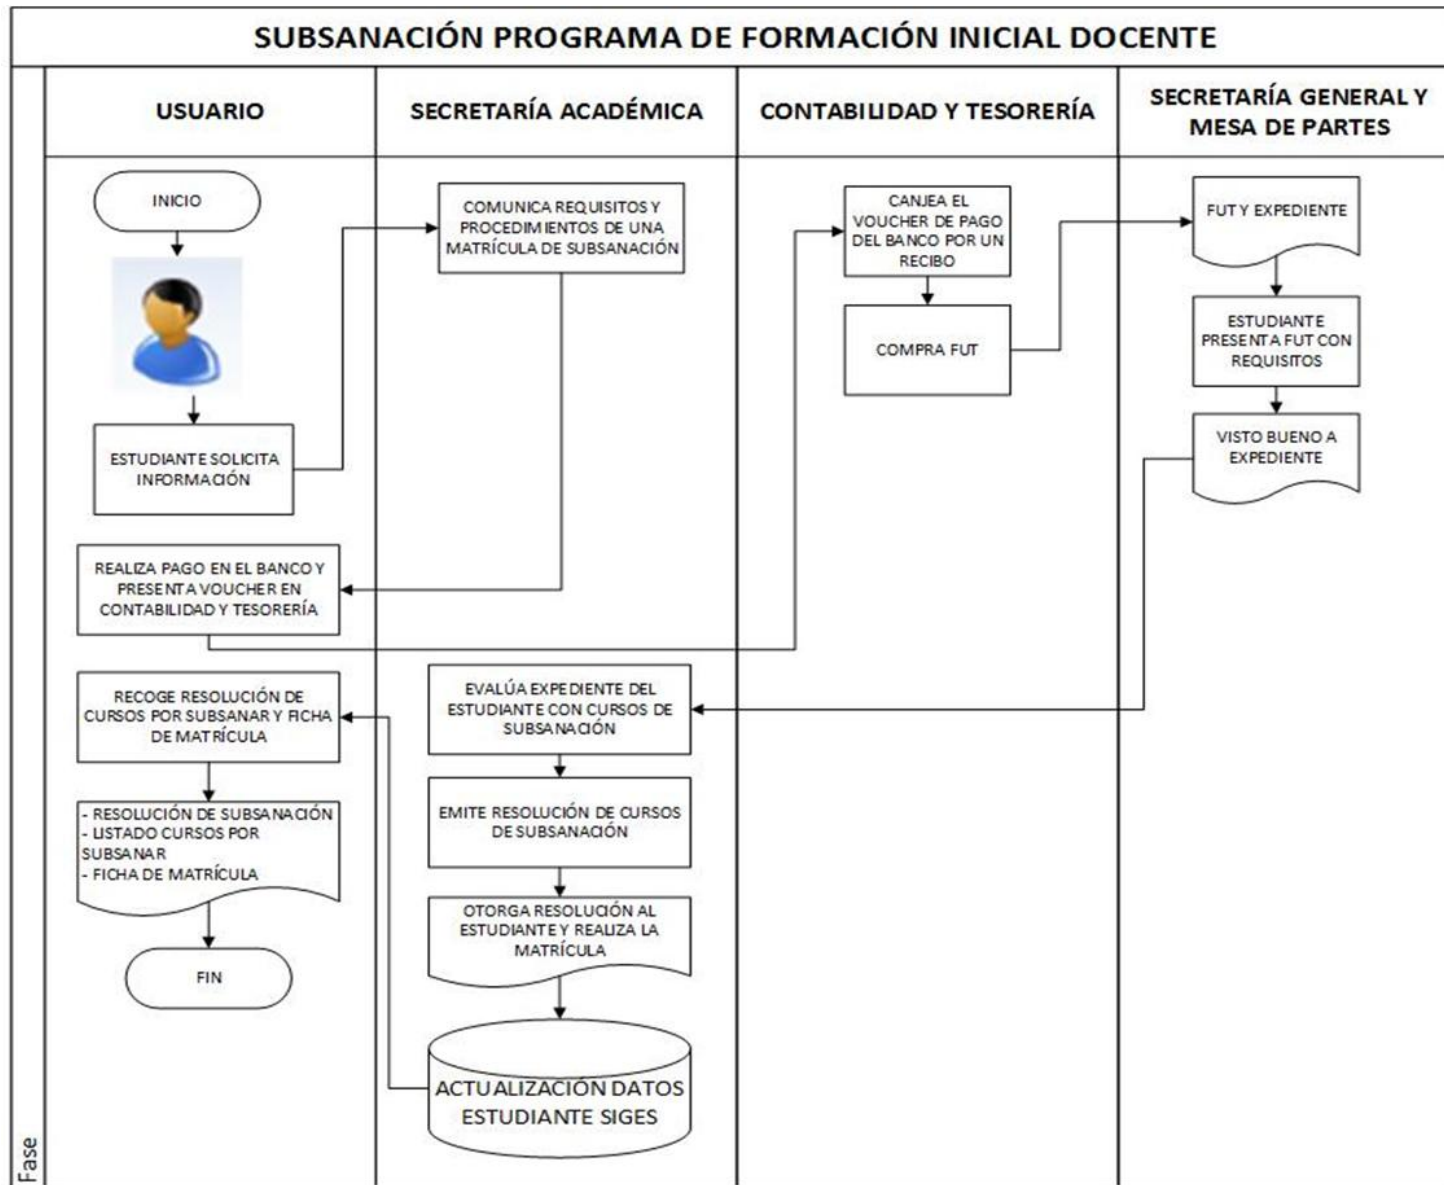 SUBSANACIÓN PROGRAMA DE FORMACIÓN INICIAL DOCENTE
USUARIO
SECRETARÍA ACADÉMICA
CONTABILIDAD Y TESORERÍA
SECRETARÍA GENERAL Y
MESA DE PARTES
INICIO
ESTUDIANTE SOLICITA
INFORMACIÓN
COMUNICA REQUISITOS Y
PROCEDIMIENTOS DE UNA
MATRÍCULA DE SUBSANACIÓN
REALIZA PAGO EN EL BANCO Y
PRESENTA VOUCHER EN
CONTABILIDAD Y TESORERÍA
CANJEA EL
VOUCHER DE PAGO
DEL BANCO POR UN
RECIBO
COMPRA FUT
FUT Y EXPEDIENTE
ESTUDIANTE
PRESENTA FUT CON
REQUISITOS
VISTO BUENO A
EXPEDIENTE
EVALÚA EXPEDIENTE DEL
ESTUDIANTE CON CURSOS DE
SUBSANACIÓN
EMITE RESOLUCIÓN DE CURSOS
DE SUBSANACIÓN
OTORGA RESOLUCIÓN AL
ESTUDIANTE Y REALIZA LA
MATRÍCULA
ACTUALIZACIÓN DATOS
ESTUDIANTE SIGES
RECOGE RESOLUCIÓN DE
CURSOS POR SUBSANAR Y FICHA
DE MATRÍCULA
- RESOLUCIÓN DE SUBSANACIÓN
- LISTADO CURSOS POR
SUBSANAR
- FICHA DE MATRÍCULA
FIN
Fase